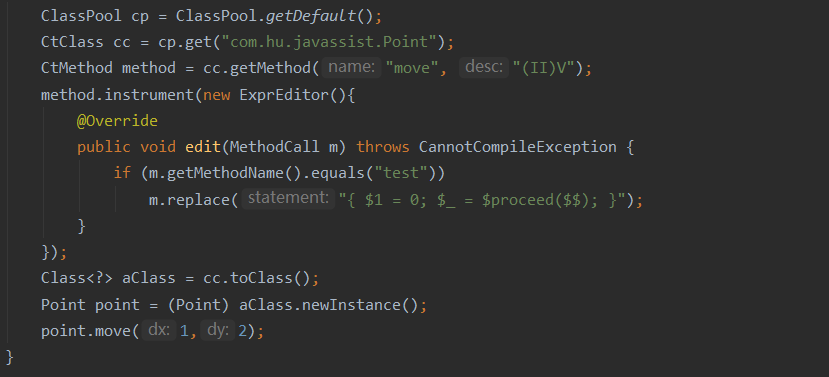 ClassPool cp = ClassPool.getDefault();
CtClass cc = cp.get("com.hu.javassist.Point");
CtMethod method = cc.getMethod( name: "move", desc: "(II)V");
method.instrument(new ExprEditor(){
@Override
public void edit(MethodCall m) throws CannotCompileException {
if (m.getMethodName().equals("test"))
m.replace( statement: "{ $1 = 0; $_ = $proceed($$); }");
}
});
Class<?> aClass = cc.toClass();
Point point = (Point) aClass.newInstance();
point.move( dx: 1, dy: 2);
}